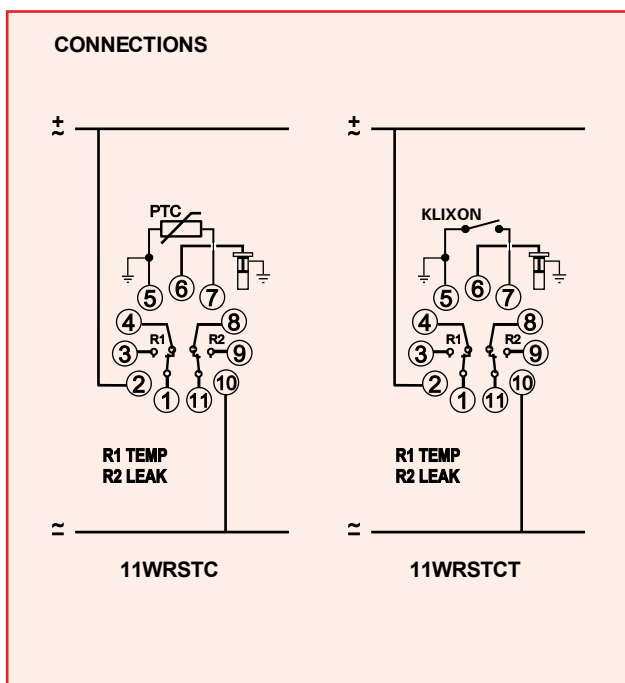 CONNECTIONS
+
~
PTC
5
6
7
4
8
3
R1
R2
9
2
10
1
11
R1 TEMP
R2 LEAK
≃
11WRSTC
+
~
KLIXON
5
6
7
4
8
3
R1
R2
9
2
10
1
11
R1 TEMP
R2 LEAK
≃
11WRSTCT